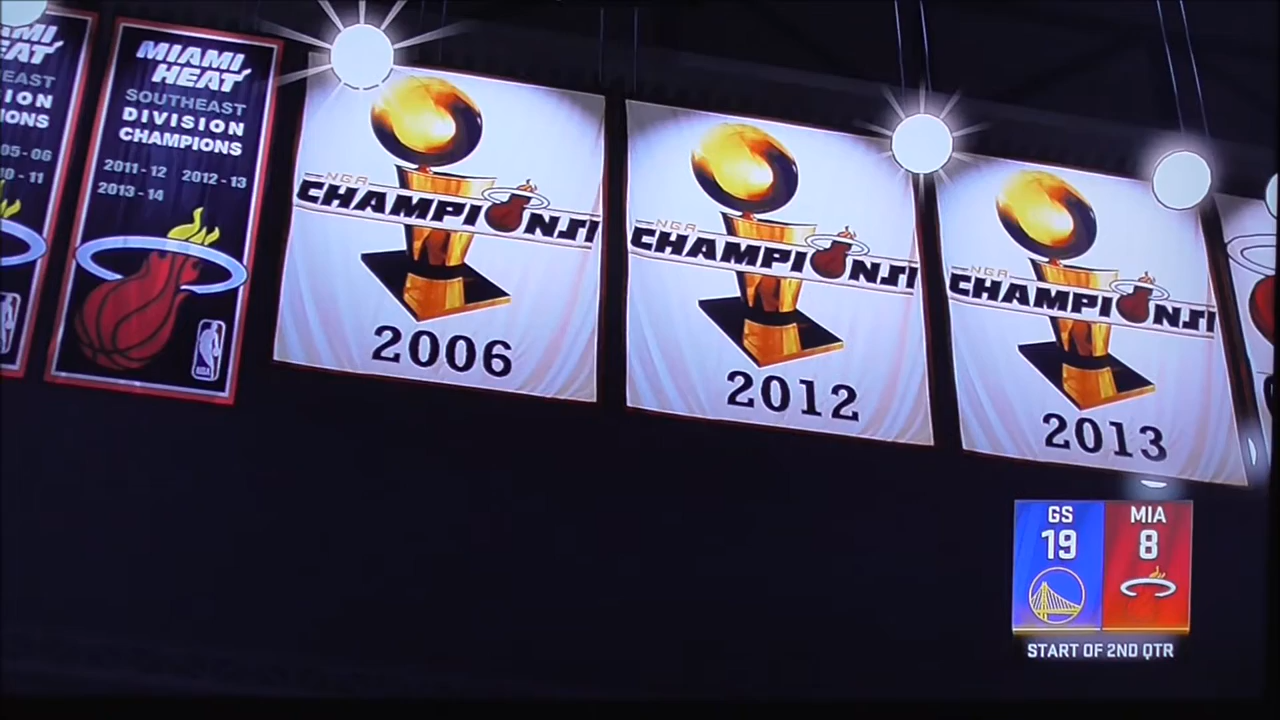 MIAMI
HEAT
SOUTHEAST
DIVISION
CHAMPIONS
2011-12 2012-13
2013-14
NBA
CHAMPIONS
2006
NBA
CHAMPIONS
2012
NBA
CHAMPIONS
2013
GS
19
MIA
8
START OF 2ND QTR